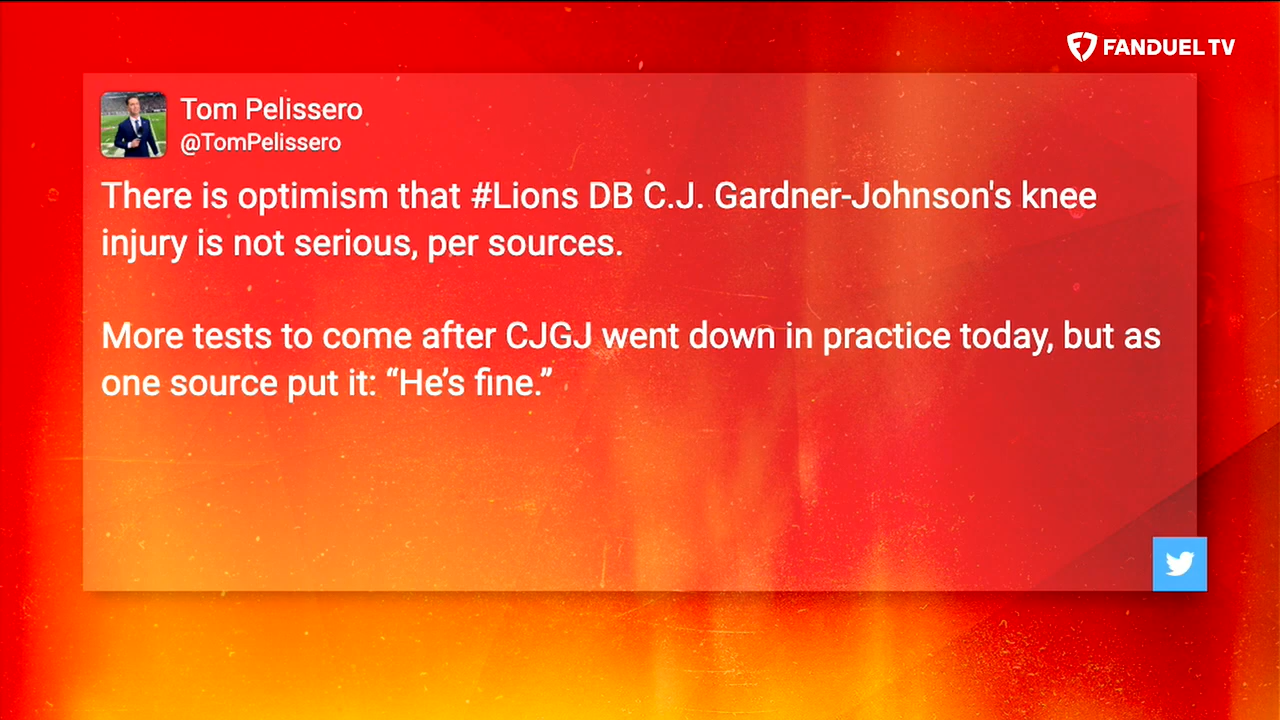 FANDUEL TV
Tom Pelissero
@TomPelissero
There is optimism that #Lions DB C.J. Gardner-Johnson's knee
injury is not serious, per sources.
More tests to come after CJGJ went down in practice today, but as
one source put it: “He’s fine.”